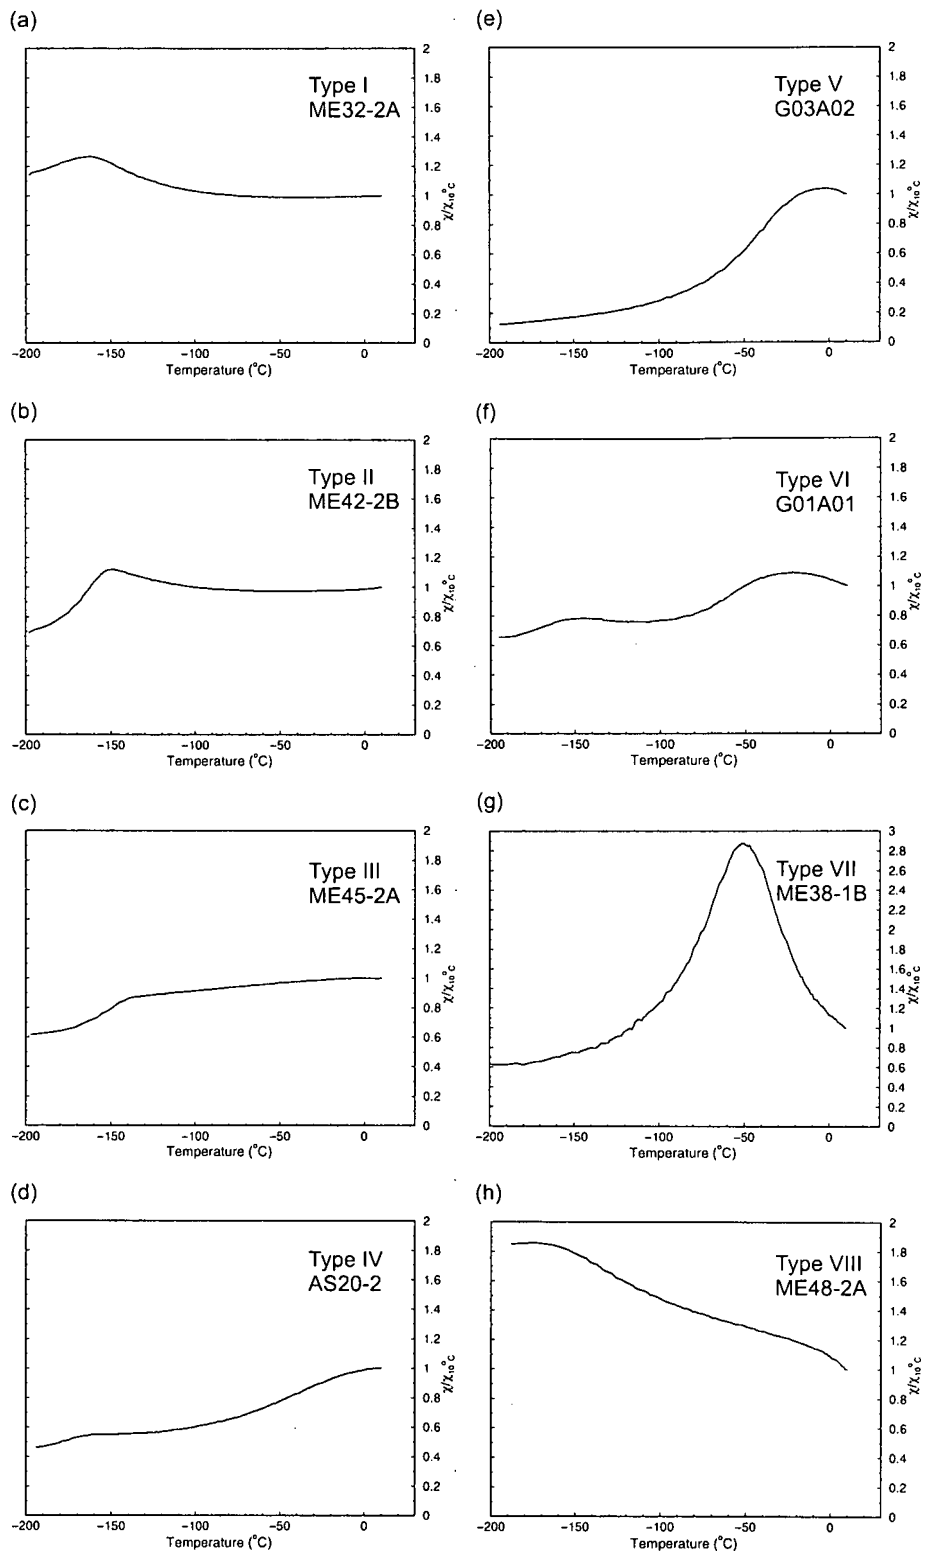 (a)
2
1.8
1.6
1.4
1.2
1
0.8
0.6
0.4
0.2
0
χ/χ10°C
Type I
ME32-2A
−200 −150 −100 −50 0
Temperature (°C)
(b)
2
1.8
1.6
1.4
1.2
1
0.8
0.6
0.4
0.2
0
χ/χ10°C
Type II
ME42-2B
−200 −150 −100 −50 0
Temperature (°C)
(c)
2
1.8
1.6
1.4
1.2
1
0.8
0.6
0.4
0.2
0
χ/χ10°C
Type III
ME45-2A
−200 −150 −100 −50 0
Temperature (°C)
(d)
2
1.8
1.6
1.4
1.2
1
0.8
0.6
0.4
0.2
0
χ/χ10°C
Type IV
AS20-2
−200 −150 −100 −50 0
Temperature (°C)
(e)
2
1.8
1.6
1.4
1.2
1
0.8
0.6
0.4
0.2
0
χ/χ10°C
Type V
G03A02
−200 −150 −100 −50 0
Temperature (°C)
(f)
2
1.8
1.6
1.4
1.2
1
0.8
0.6
0.4
0.2
0
χ/χ10°C
Type VI
G01A01
−200 −150 −100 −50 0
Temperature (°C)
(g)
3
2.8
2.6
2.4
2.2
2
1.8
1.6
1.4
1.2
1
0.8
0.6
0.4
0.2
0
χ/χ10°C
Type VII
ME38-1B
−200 −150 −100 −50 0
Temperature (°C)
(h)
2
1.8
1.6
1.4
1.2
1
0.8
0.6
0.4
0.2
0
χ/χ10°C
Type VIII
ME48-2A
−200 −150 −100 −50 0
Temperature (°C)